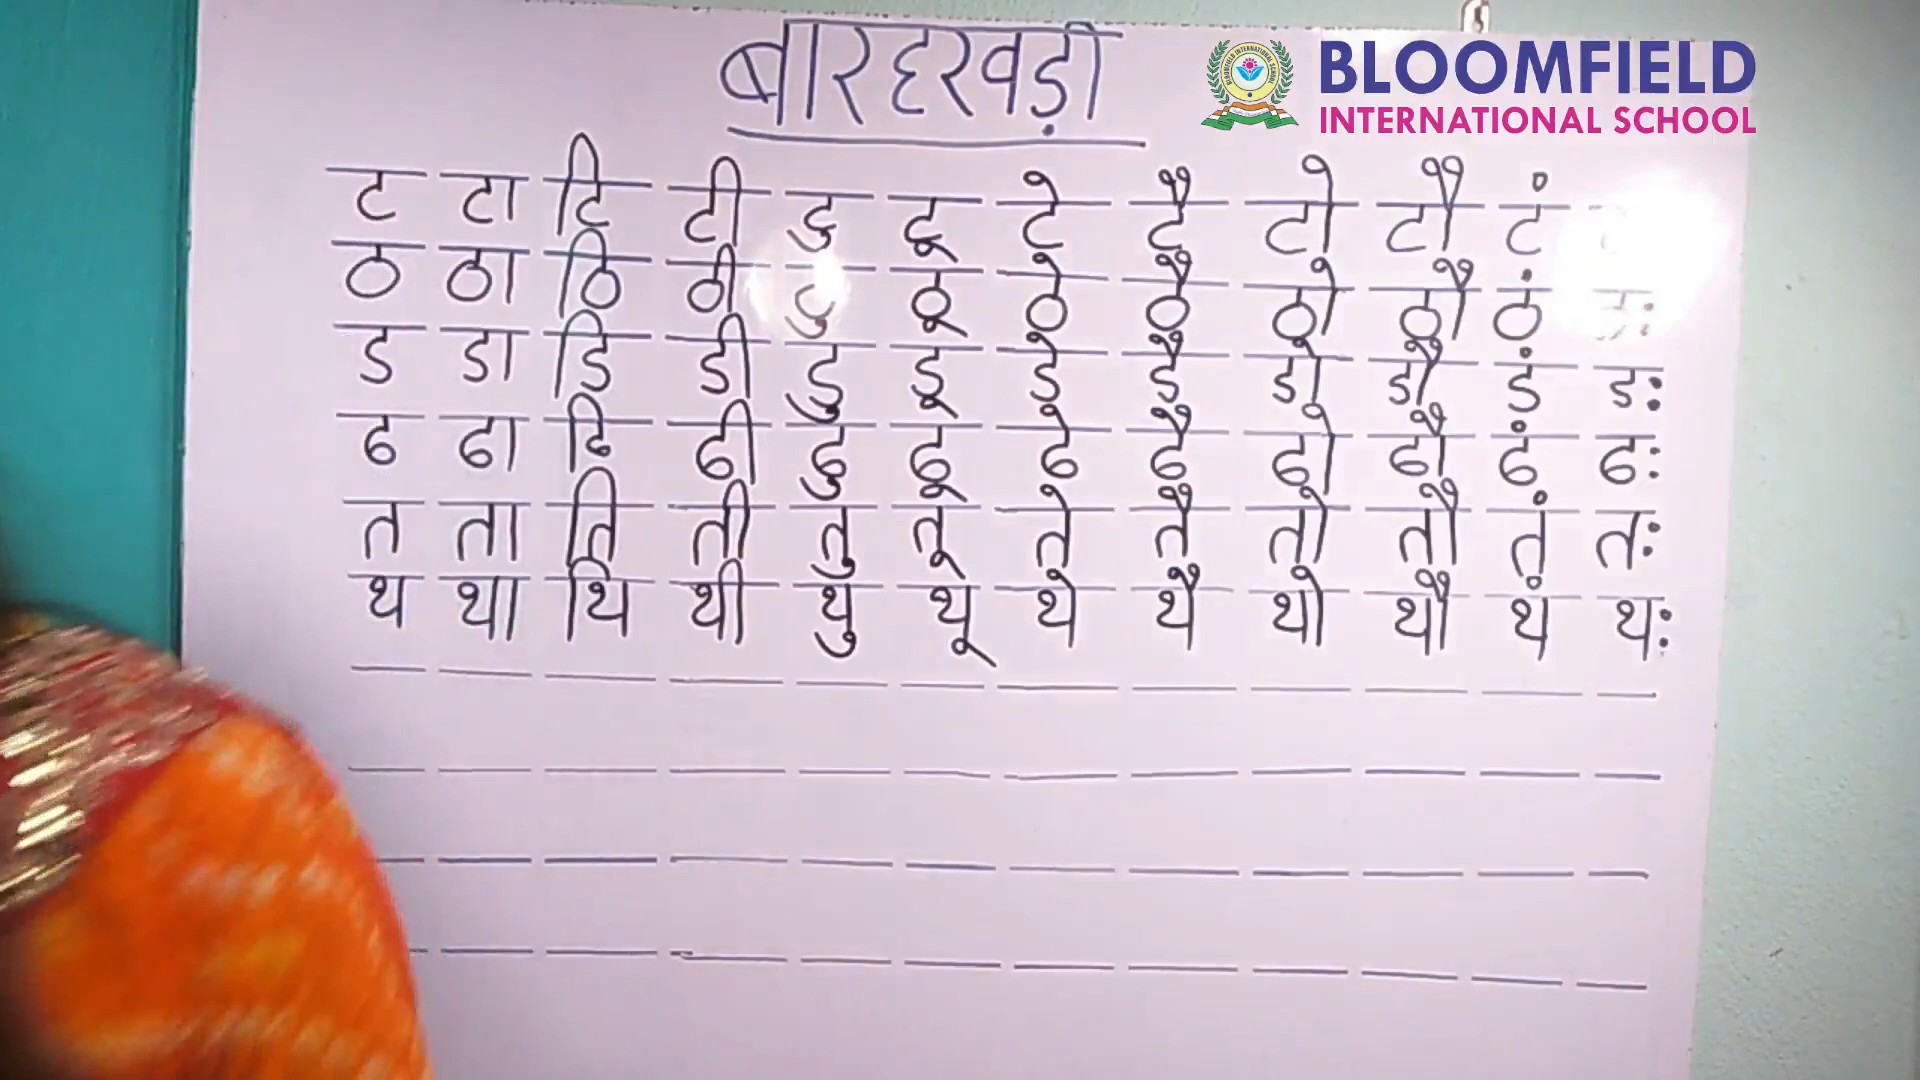 बारहखड़ी
BLOOMFIELD
INTERNATIONAL SCHOOL
ट टा टि टी टु टू टे टै टो टौ टं
ठ ठा ठि ठी ठु ठू ठे ठै ठो ठौ ठं
ड डा डि डी डु डू डे डै डो डौ डं डः
ढ ढा ढि ढी ढु ढू ढे ढै ढो ढौ ढं ढः
त ता ति ती तु तू ते तै तो तौ तं तः
थ था थि थी थु थू थे थै थो थौ थं थः